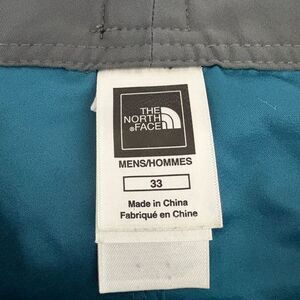 THE
NORTH
®FACE
MENS/HOMMES
33
Made in China
Fabriqué en Chine